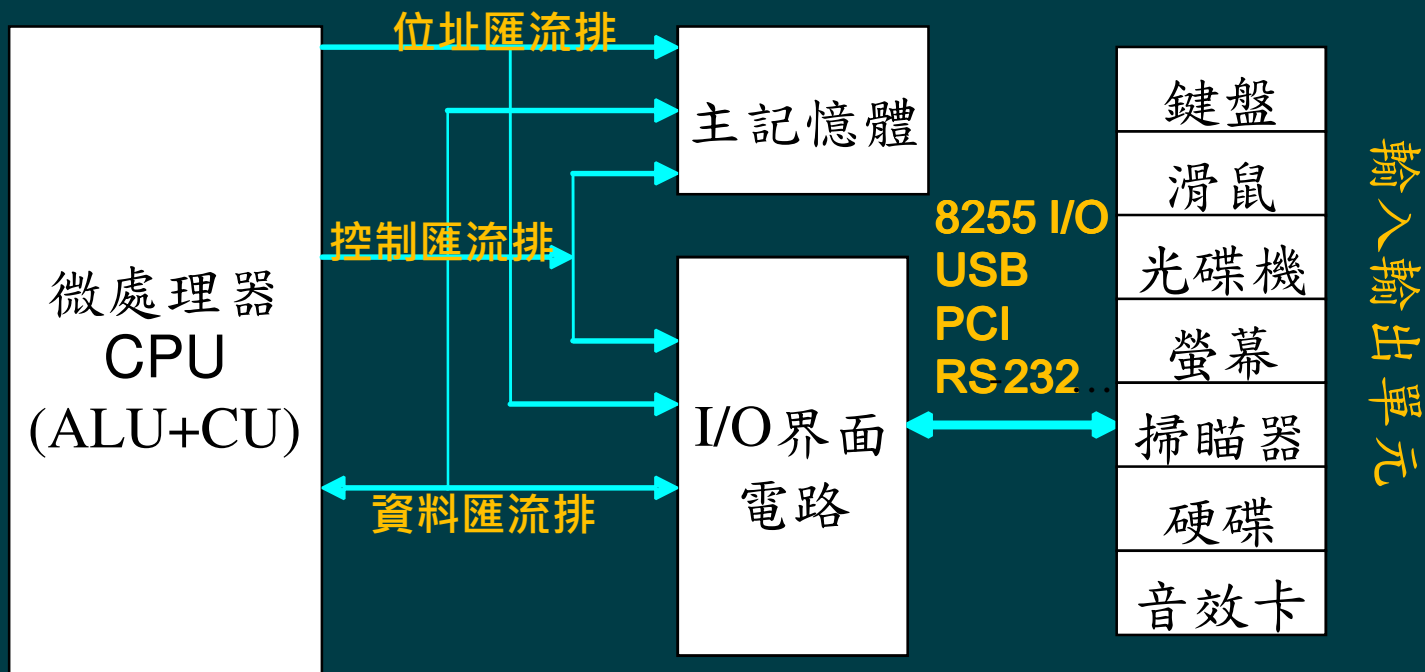 位址匯流排
控制匯流排
資料匯流排
微處理器
CPU
(ALU+CU)
主記憶體
I/O界面
電路
8255 I/O
USB
PCI
RS-232…
鍵盤
滑鼠
光碟機
螢幕
掃瞄器
硬碟
音效卡
輸入輸出單元